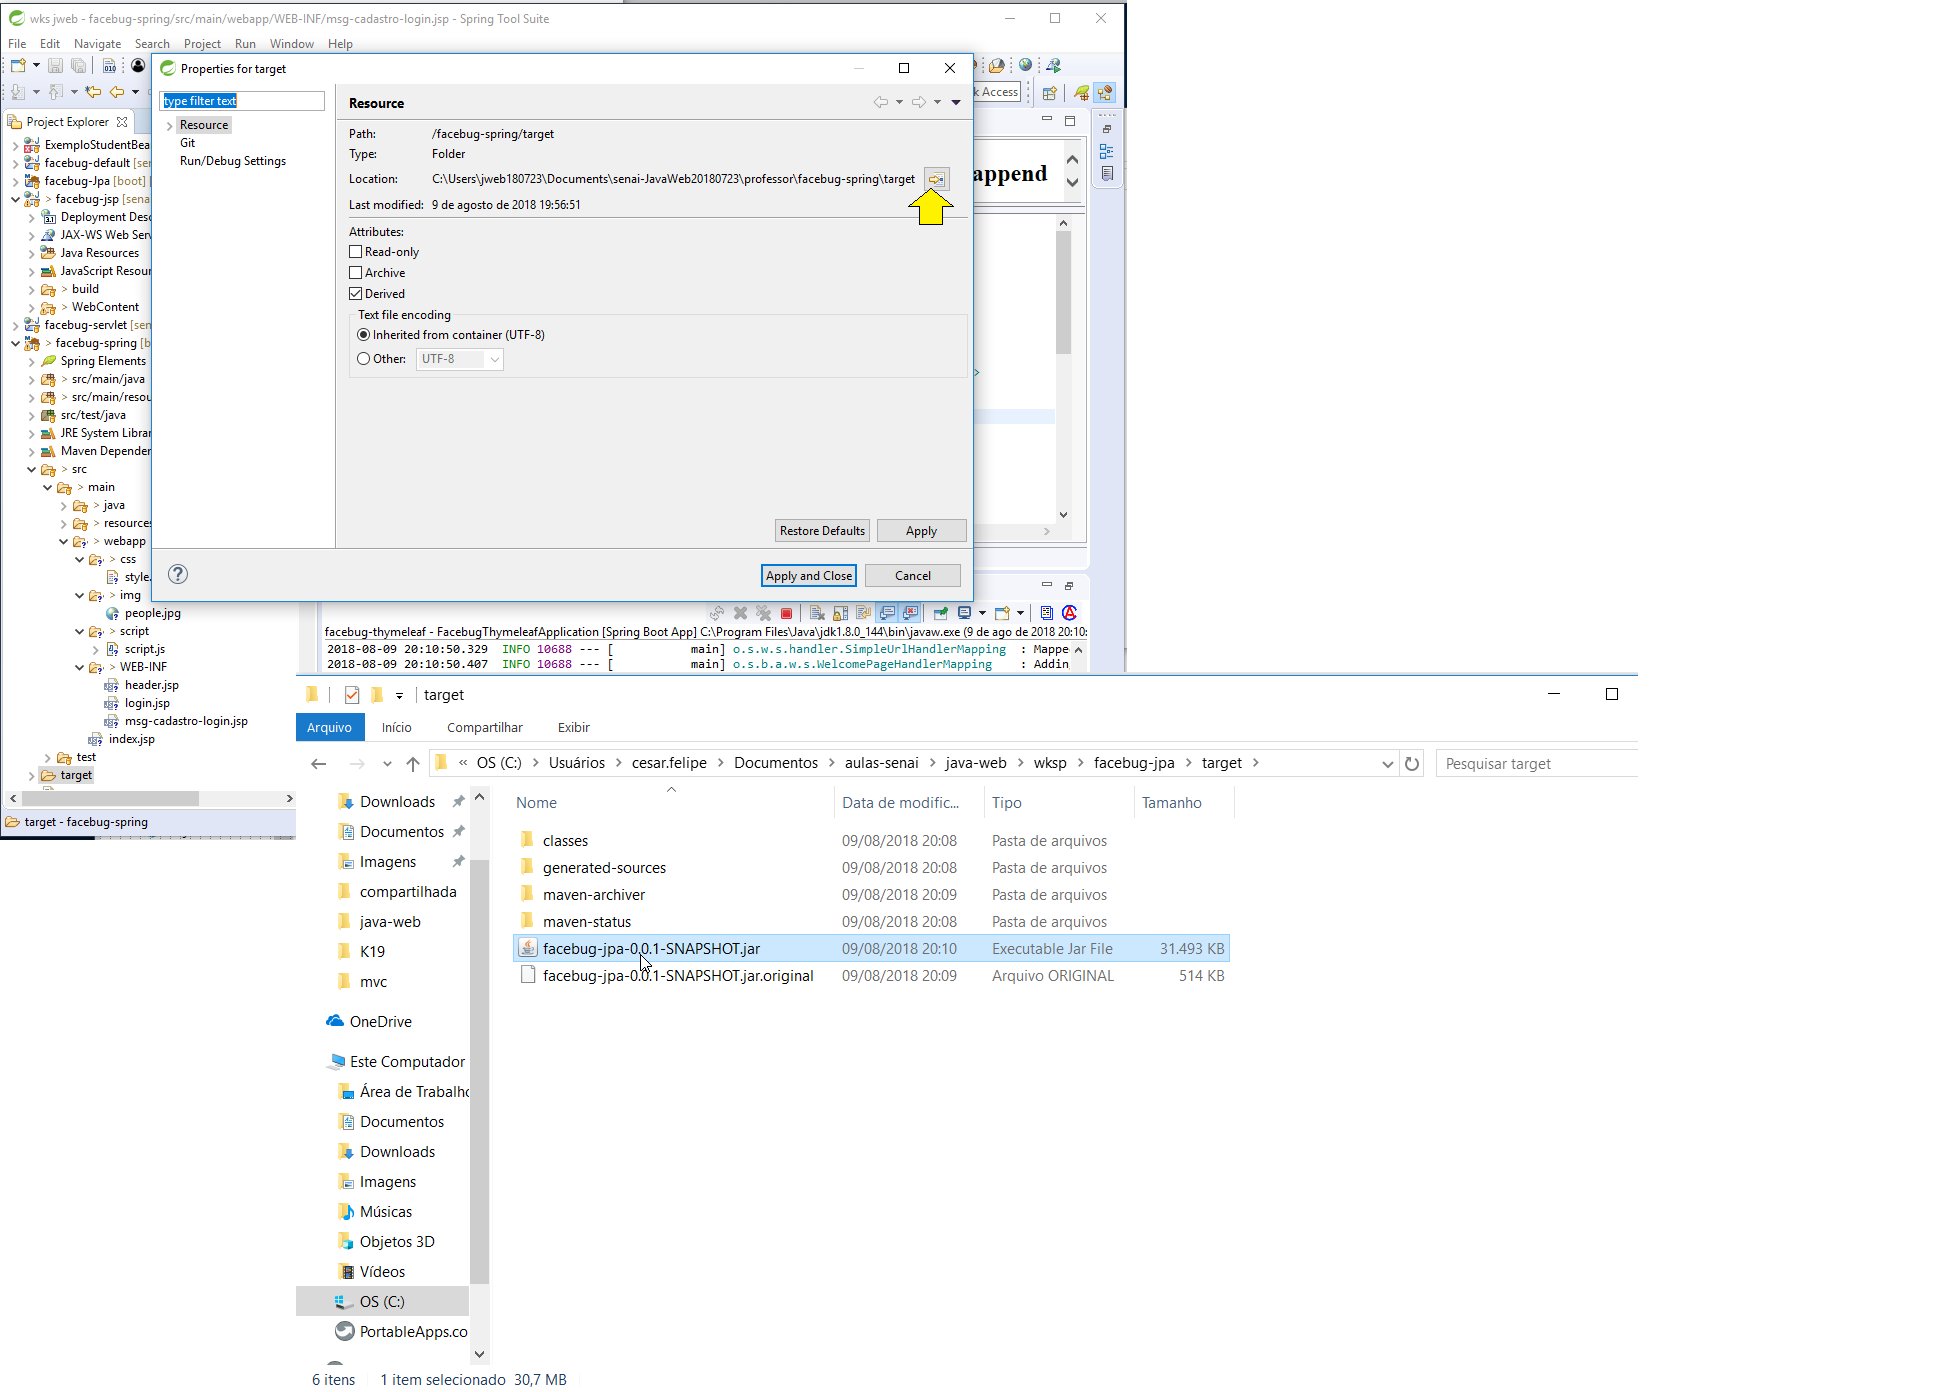 wks jweb - facebug-spring/src/main/webapp/WEB-INF/msg-cadastro-login.jsp - Spring Tool Suite
File Edit Navigate Search Project Run Window Help
Access
Project Explorer
ExemploStudentBea
facebug-default [se
facebug-Jpa [boot]
> facebug-jsp [sena
Deployment Desc
JAX-WS Web Serv
Java Resources
JavaScript Resour
> build
> WebContent
facebug-servlet [sen
> facebug-spring [b
Spring Elements
> src/main/java
> src/main/resou
src/test/java
JRE System Librar
Maven Dependen
> src
> main
> java
> resources
> webapp
> css
style.
> img
people.jpg
> script
script.js
> WEB-INF
header.jsp
login.jsp
msg-cadastro-login.jsp
index.jsp
test
target
target - facebug-spring
Properties for target
type filter text
Resource
Git
Run/Debug Settings
Resource
Path: /facebug-spring/target
Type: Folder
Location: C:\Users\jweb180723\Documents\senai-JavaWeb20180723\professor\facebug-spring\target
Last modified: 9 de agosto de 2018 19:56:51
Attributes:
Read-only
Archive
Derived
Text file encoding
Inherited from container (UTF-8)
Other: UTF-8
Restore Defaults Apply
Apply and Close Cancel
append
>
facebug-thymeleaf - FacebugThymeleafApplication [Spring Boot App] C:\Program Files\Java\jdk1.8.0_144\bin\javaw.exe (9 de ago de 2018 20:10:
2018-08-09 20:10:50.329 INFO 10688 --- [ main] o.s.w.s.handler.SimpleUrlHandlerMapping : Mappe
2018-08-09 20:10:50.407 INFO 10688 --- [ main] o.s.b.a.w.s.WelcomePageHandlerMapping : Addin
target
Arquivo Início Compartilhar Exibir
« OS (C:) > Usuários > cesar.felipe > Documentos > aulas-senai > java-web > wksp > facebug-jpa > target >
Pesquisar target
Downloads
Documentos
Imagens
compartilhada
java-web
K19
mvc
OneDrive
Este Computador
Área de Trabalho
Documentos
Downloads
Imagens
Músicas
Objetos 3D
Vídeos
OS (C:)
PortableApps.co
Nome Data de modific... Tipo Tamanho
classes 09/08/2018 20:08 Pasta de arquivos
generated-sources 09/08/2018 20:08 Pasta de arquivos
maven-archiver 09/08/2018 20:09 Pasta de arquivos
maven-status 09/08/2018 20:08 Pasta de arquivos
facebug-jpa-0.0.1-SNAPSHOT.jar 09/08/2018 20:10 Executable Jar File 31.493 KB
facebug-jpa-0.0.1-SNAPSHOT.jar.original 09/08/2018 20:09 Arquivo ORIGINAL 514 KB
6 itens 1 item selecionado 30,7 MB